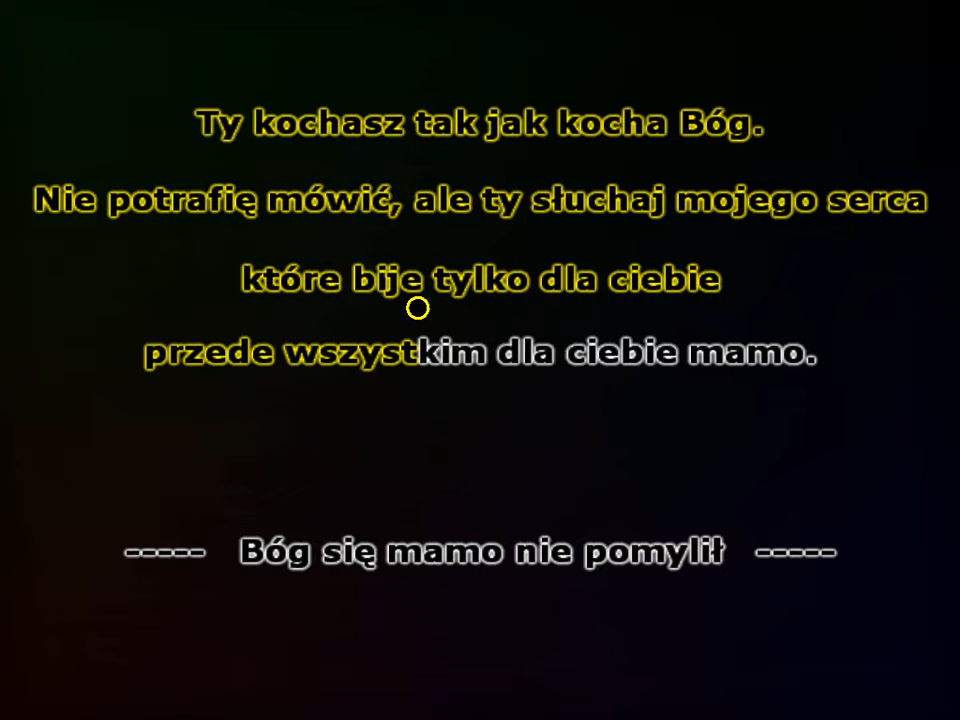 Ty kochasz tak jak kocha Bóg.
Nie potrafię mówić, ale ty słuchaj mojego serca
które bije tylko dla ciebie
przede wszystkim dla ciebie mamo.
----- Bóg się mamo nie pomylił -----